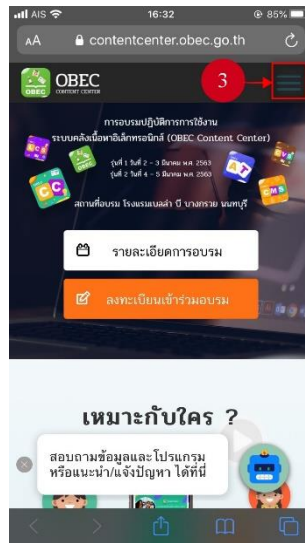 AIS 16:32 85%
AA contentcenter.obec.go.th
OBEC
CONTENT CENTER
3
การอบรมปฏิบัติการการใช้งาน
ระบบคลังเนื้อหาอิเล็กทรอนิกส์ (OBEC Content Center)
รุ่นที่ 1 วันที่ 2 - 3 มีนาคม พ.ศ. 2563
รุ่นที่ 2 วันที่ 4 - 5 มีนาคม พ.ศ. 2563
สถานที่อบรม โรงแรมเบลล่า บี บางกรวย นนทบุรี
รายละเอียดการอบรม
ลงทะเบียนเข้าร่วมอบรม
เหมาะกับใคร ?
สอบถามข้อมูลและโปรแกรม
หรือแนะนำ/แจ้งปัญหา ได้ที่นี่